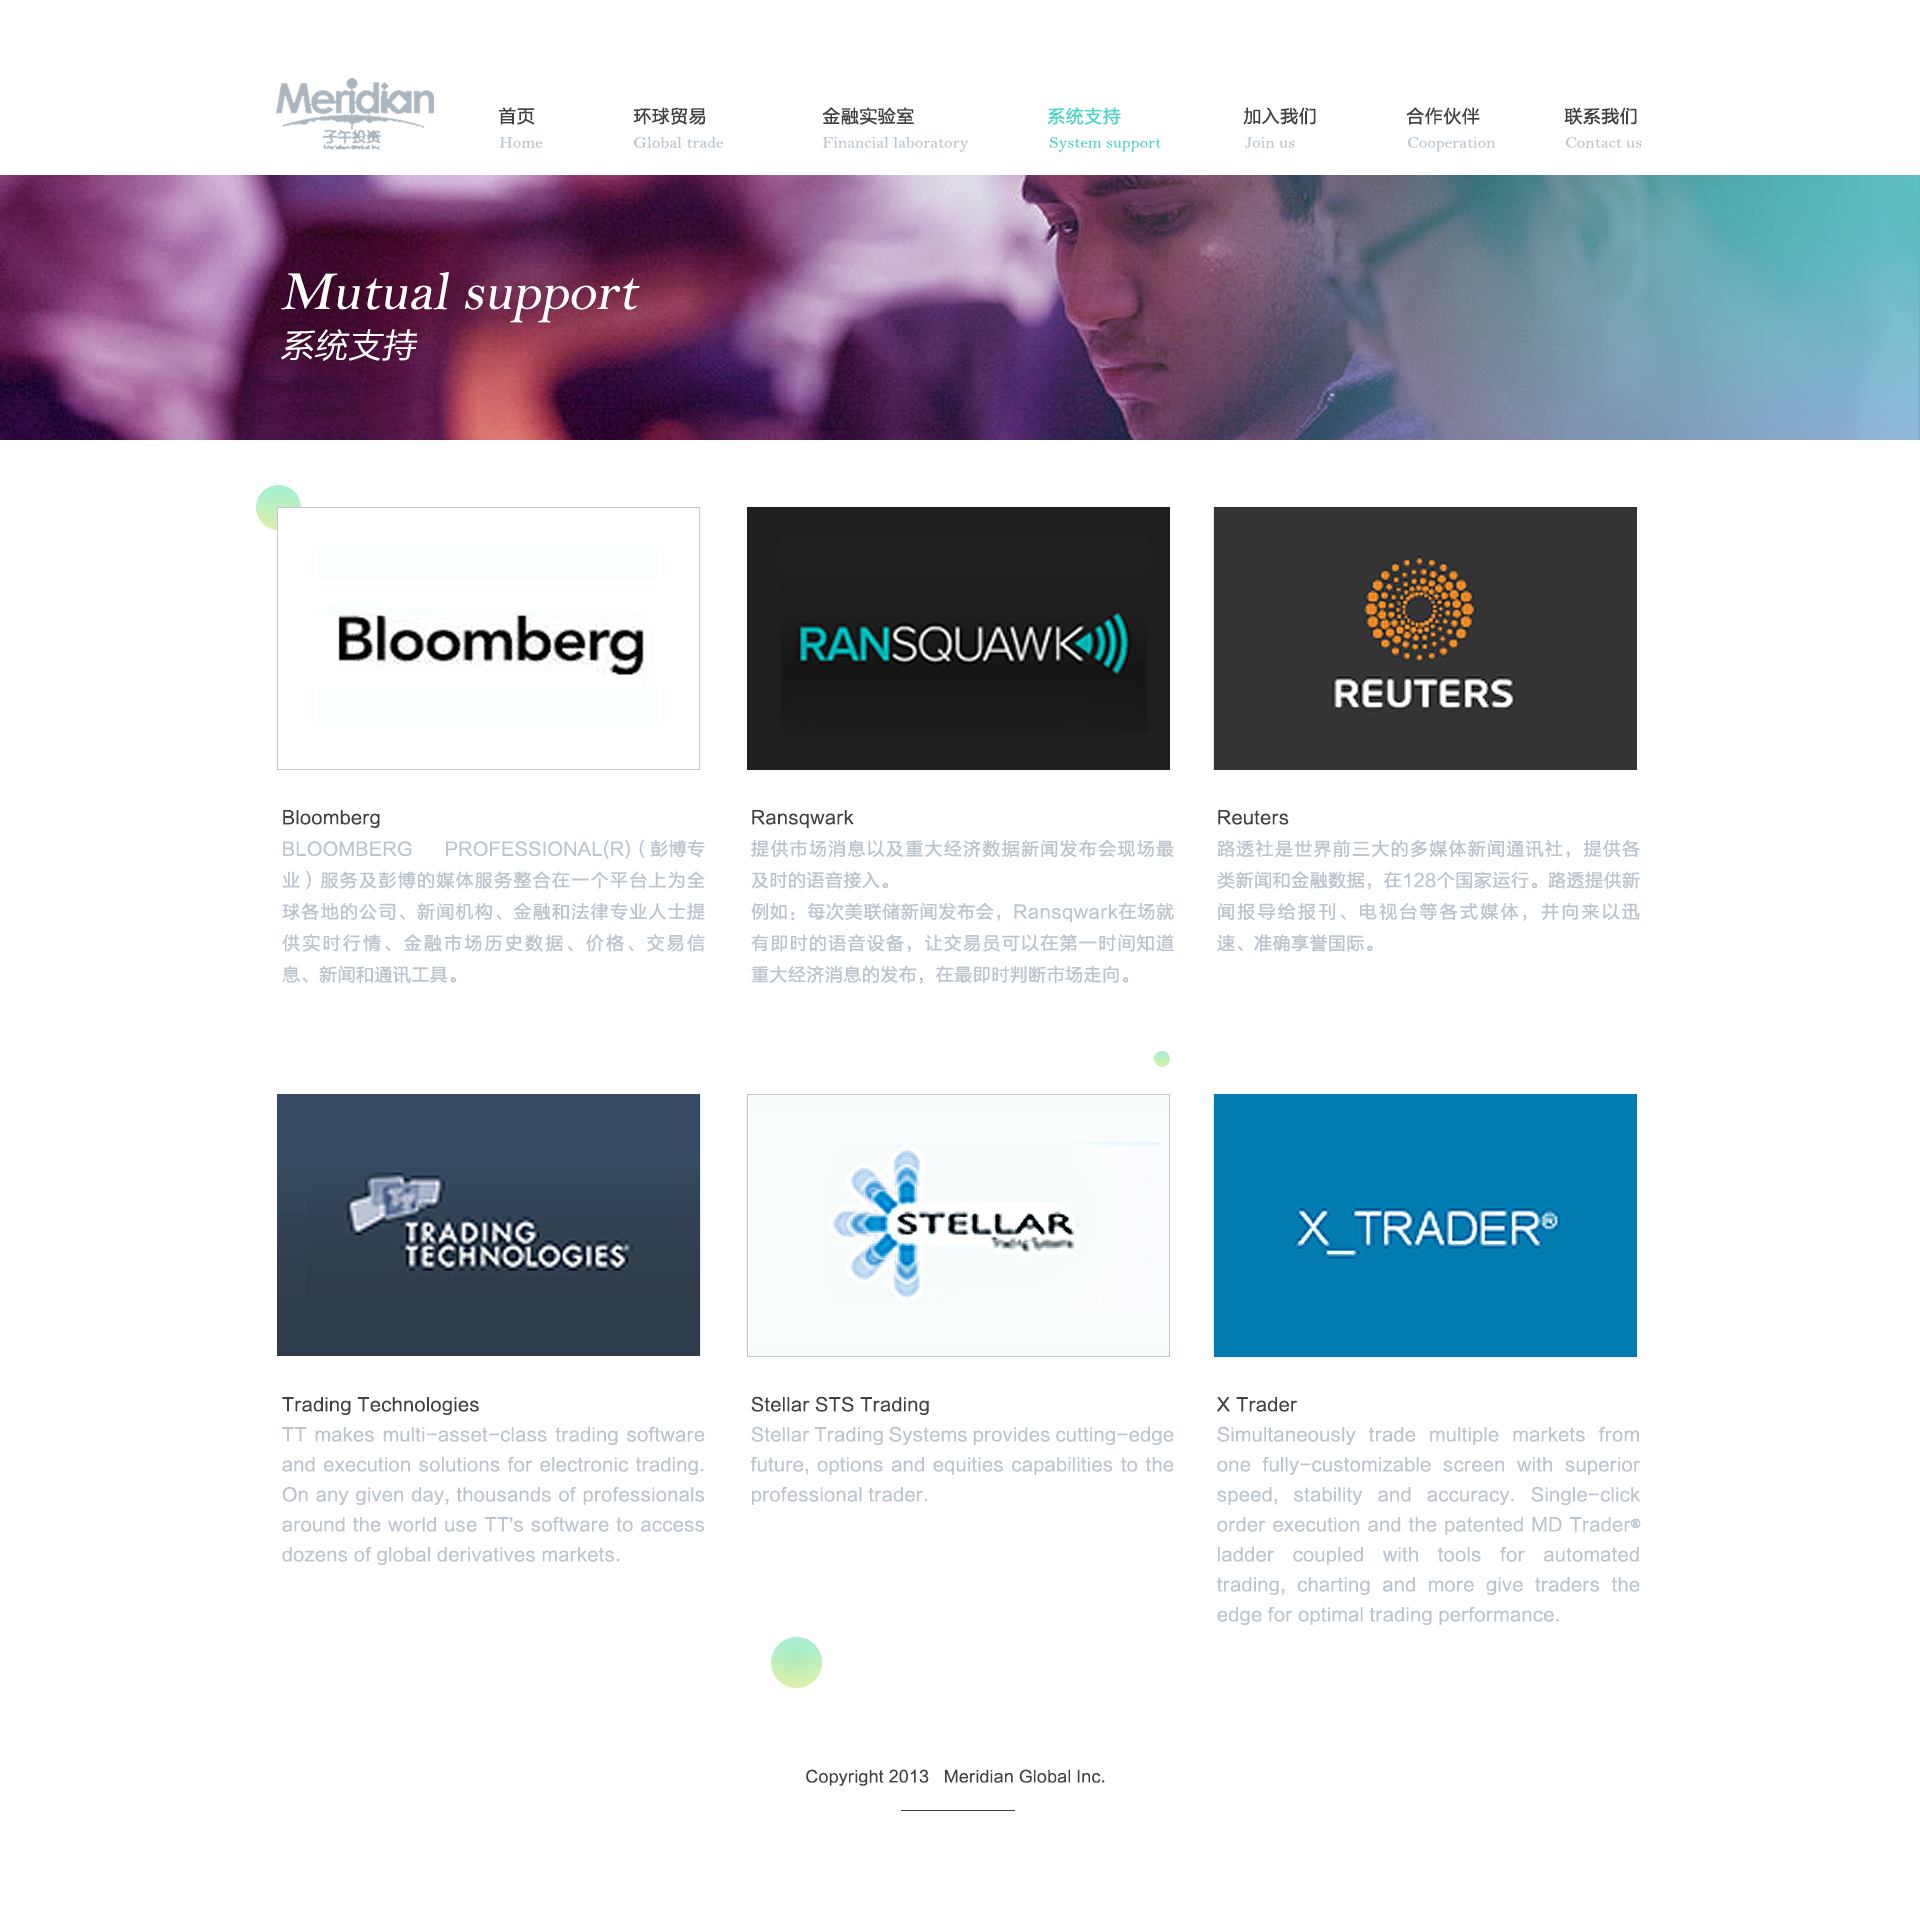 Meridian
子午投资
首页
环球贸易
金融实验室
系统支持
加入我们
合作伙伴
联系我们
Home
Global trade
Financial laboratory
System support
Join us
Cooperation
Contact us
Mutual support
系统支持
Bloomberg
RANSQUAWK
REUTERS
Bloomberg
BLOOMBERG PROFESSIONAL(R)（彭博专
业）服务及彭博的媒体服务整合在一个平台上为全
球各地的公司、新闻机构、金融和法律专业人士提
供实时行情、金融市场历史数据、价格、交易信
息、新闻和通讯工具。
Ransqwark
提供市场消息以及重大经济数据新闻发布会现场最
及时的语音接入。
例如：每次美联储新闻发布会，Ransqwark在场就
有即时的语音设备，让交易员可以在第一时间知道
重大经济消息的发布，在最即时判断市场走向。
Reuters
路透社是世界前三大的多媒体新闻通讯社，提供各
类新闻和金融数据，在128个国家运行。路透提供新
闻报导给报刊、电视台等各式媒体，并向来以迅
速、准确享誉国际。
TRADING
TECHNOLOGIES
STELLAR
Trading Systems
X_TRADER®
Trading Technologies
TT makes multi-asset-class trading software
and execution solutions for electronic trading.
On any given day, thousands of professionals
around the world use TT's software to access
dozens of global derivatives markets.
Stellar STS Trading
Stellar Trading Systems provides cutting-edge
future, options and equities capabilities to the
professional trader.
X Trader
Simultaneously trade multiple markets from
one fully-customizable screen with superior
speed, stability and accuracy. Single-click
order execution and the patented MD Trader®
ladder coupled with tools for automated
trading, charting and more give traders the
edge for optimal trading performance.
Copyright 2013 Meridian Global Inc.